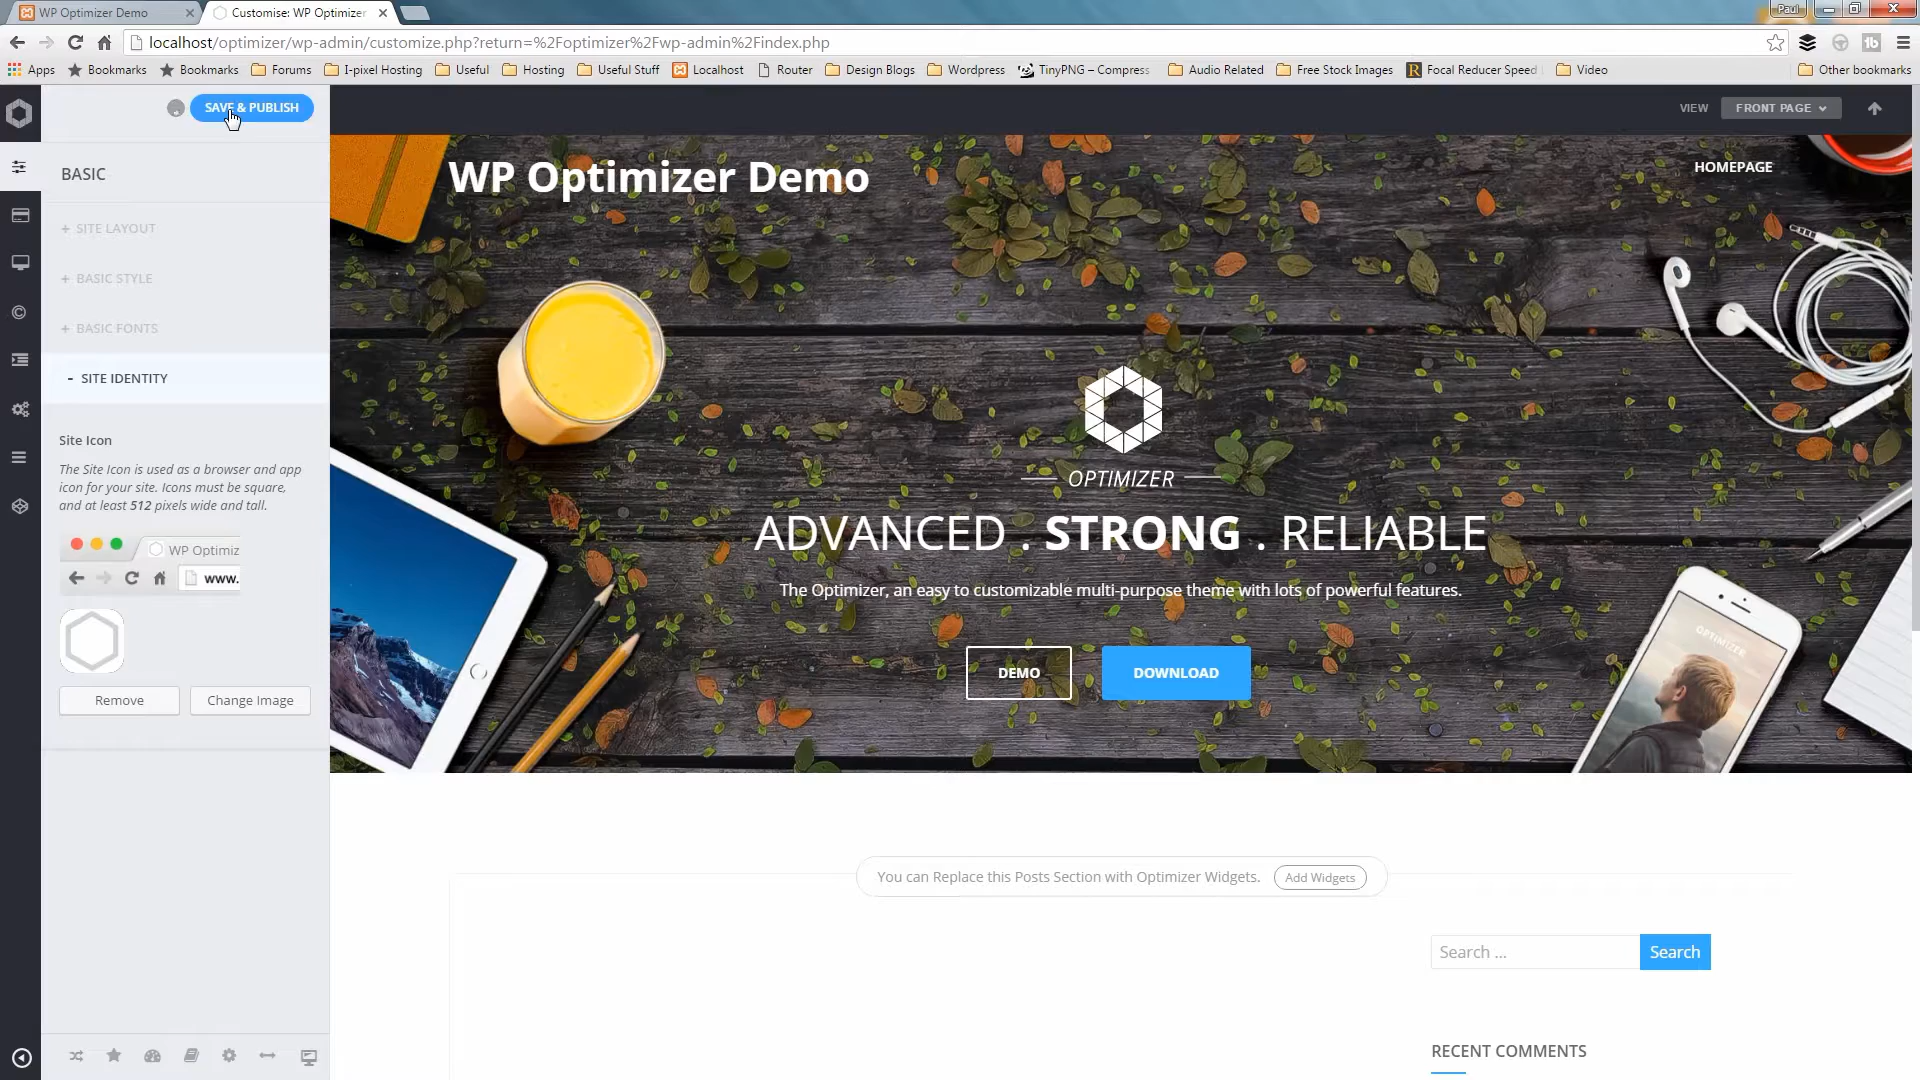 WP Optimizer Demo
Customise: WP Optimizer
Paul
localhost/optimizer/wp-admin/customize.php?return=%2Foptimizer%2Fwp-admin%2Findex.php
Apps
Bookmarks
Bookmarks
Forums
I-pixel Hosting
Useful
Hosting
Useful Stuff
Localhost
Router
Design Blogs
Wordpress
TinyPNG – Compress
Audio Related
Free Stock Images
Focal Reducer Speed
Video
Other bookmarks
SAVE & PUBLISH
VIEW
FRONT PAGE
BASIC
+ SITE LAYOUT
+ BASIC STYLE
+ BASIC FONTS
- SITE IDENTITY
Site Icon
The Site Icon is used as a browser and app
icon for your site. Icons must be square,
and at least 512 pixels wide and tall.
WP Optimiz
www.
Remove
Change Image
WP Optimizer Demo
HOMEPAGE
OPTIMIZER
ADVANCED . STRONG . RELIABLE
The Optimizer, an easy to customizable multi-purpose theme with lots of powerful features.
DEMO
DOWNLOAD
OPTIMIZER
You can Replace this Posts Section with Optimizer Widgets.
Add Widgets
Search ...
Search
RECENT COMMENTS